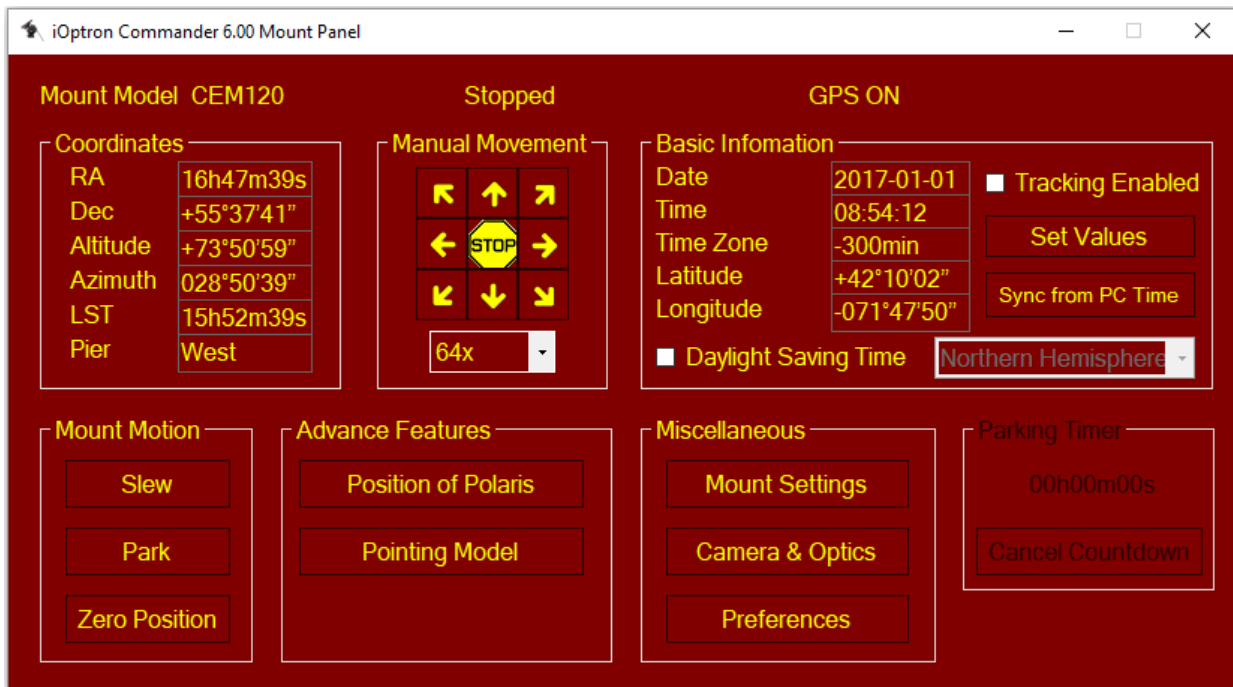 iOptron Commander 6.00 Mount Panel
Mount Model CEM120 Stopped GPS ON
Coordinates
RA 16h47m39s
Dec +55°37'41"
Altitude +73°50'59"
Azimuth 028°50'39"
LST 15h52m39s
Pier West
Manual Movement
STOP
64x
Basic Infomation
Date 2017-01-01
Time 08:54:12
Time Zone -300min
Latitude +42°10'02"
Longitude -071°47'50"
Tracking Enabled
Set Values
Sync from PC Time
Daylight Saving Time Northern Hemisphere
Mount Motion
Slew
Park
Zero Position
Advance Features
Position of Polaris
Pointing Model
Miscellaneous
Mount Settings
Camera & Optics
Preferences
Parking Timer
00h00m00s
Cancel Countdown